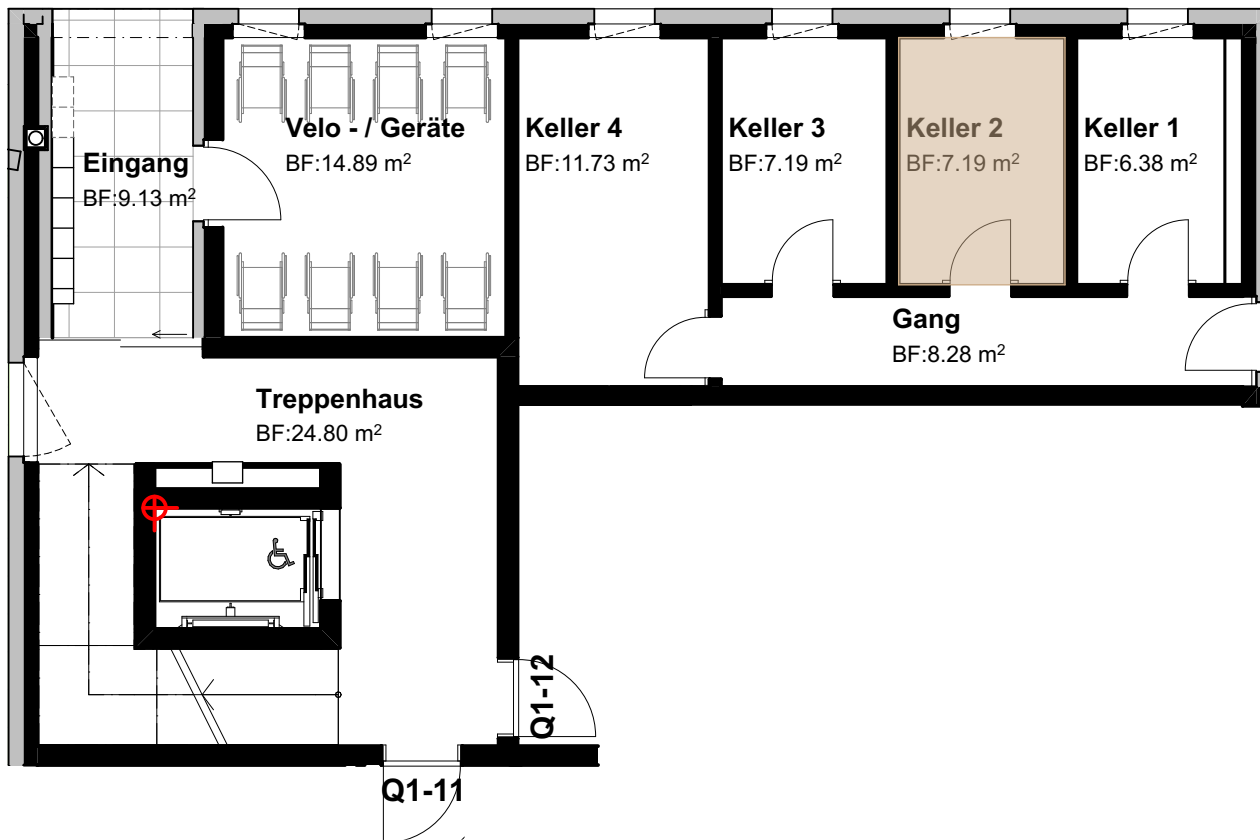 Velo - / Geräte
BF:14.89 m²
Keller 4
BF:11.73 m²
Keller 3
BF:7.19 m²
Keller 2
BF:7.19 m²
Keller 1
BF:6.38 m²
Eingang
BF:9.13 m²
Gang
BF:8.28 m²
Treppenhaus
BF:24.80 m²
Q1-12
Q1-11